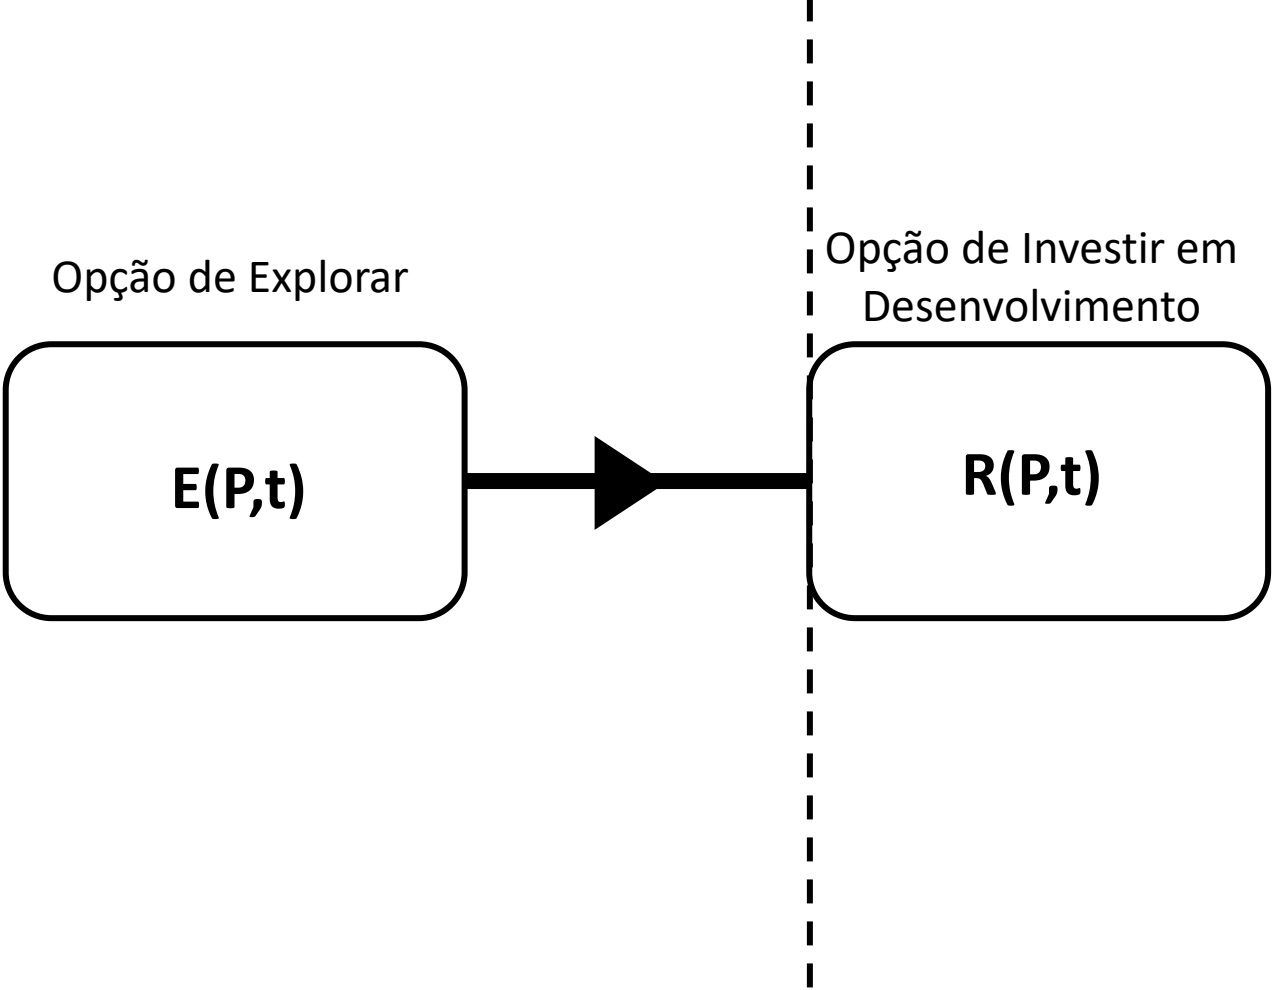 Opção de Explorar
Opção de Investir em
Desenvolvimento
E(P,t)
R(P,t)